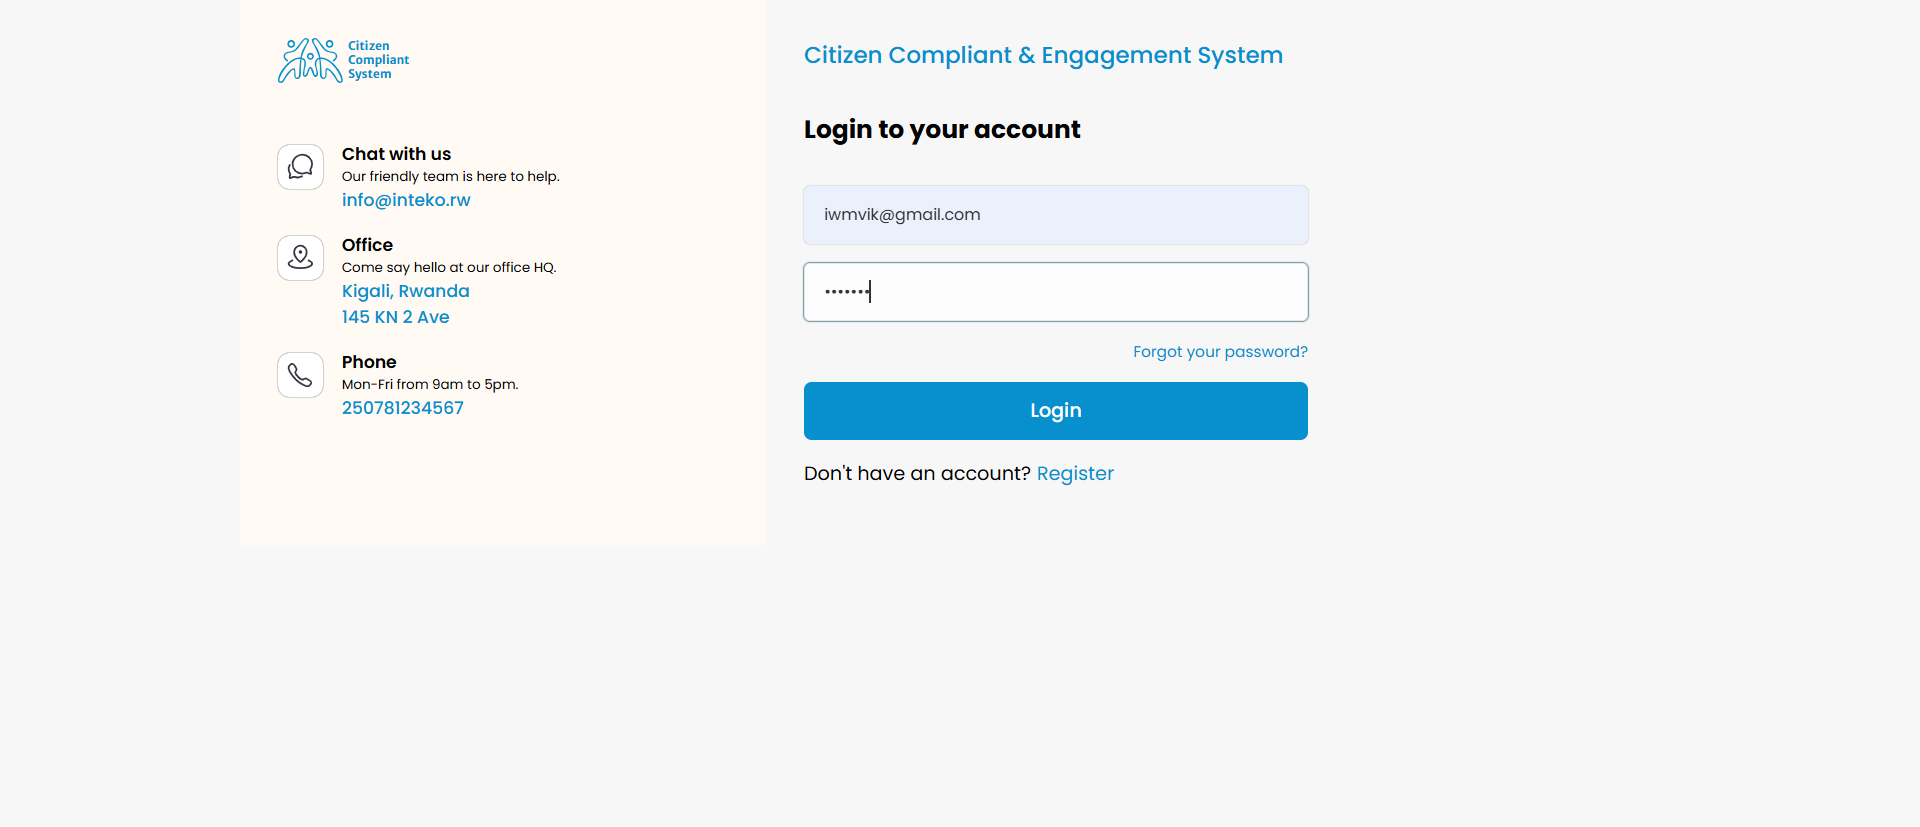 Citizen
Compliant
System
Chat with us
Our friendly team is here to help.
info@inteko.rw
Office
Come say hello at our office HQ.
Kigali, Rwanda
145 KN 2 Ave
Phone
Mon-Fri from 9am to 5pm.
250781234567
Citizen Compliant & Engagement System
Login to your account
iwmvik@gmail.com
•••••••
Forgot your password?
Login
Don't have an account? Register